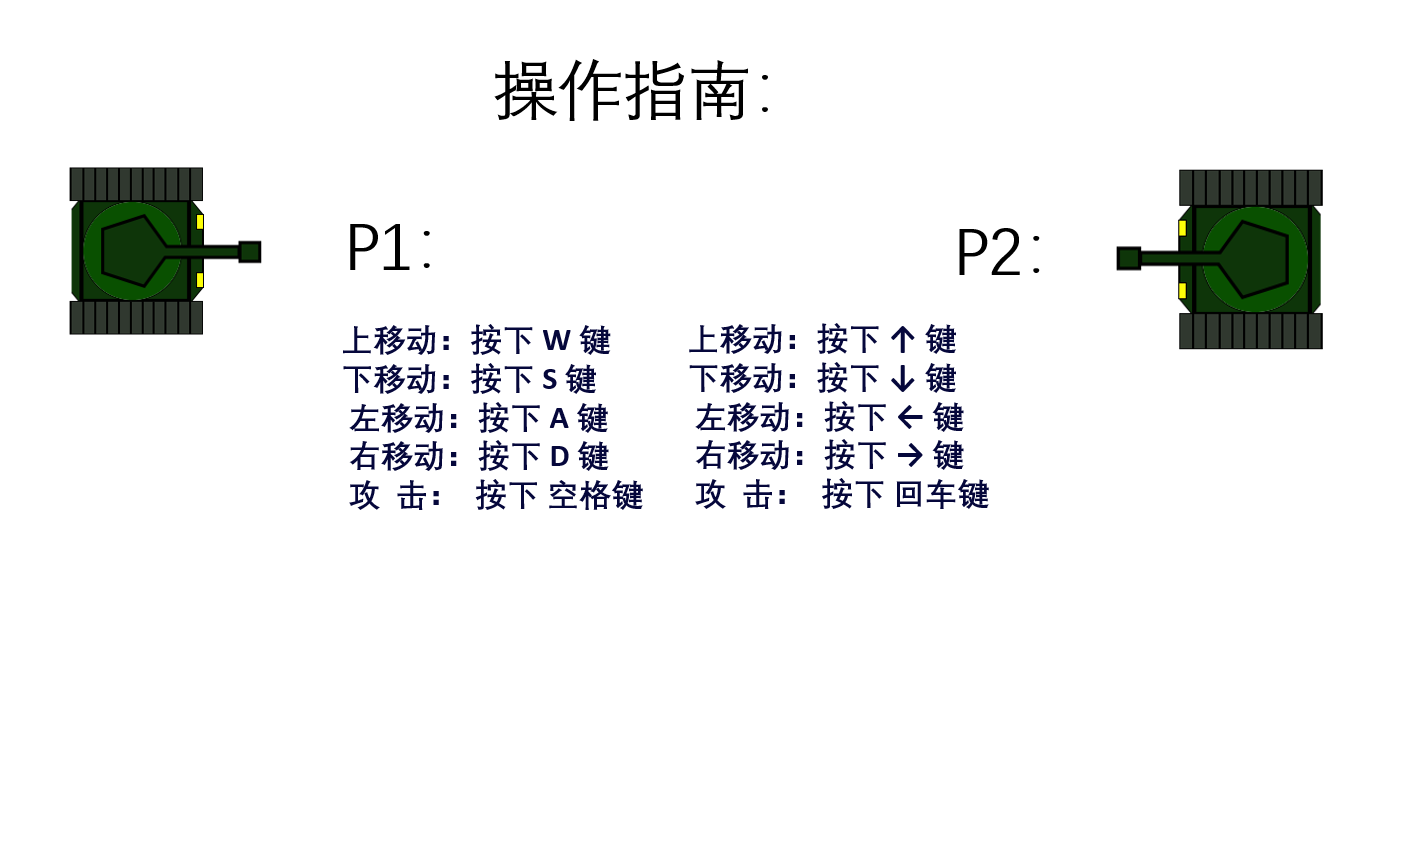 操作指南：
P1：
上移动：按下 W 键
下移动：按下 S 键
左移动：按下 A 键
右移动：按下 D 键
攻 击： 按下 空格键
P2：
上移动：按下 ↑ 键
下移动：按下 ↓ 键
左移动：按下 ← 键
右移动：按下 → 键
攻 击： 按下 回车键